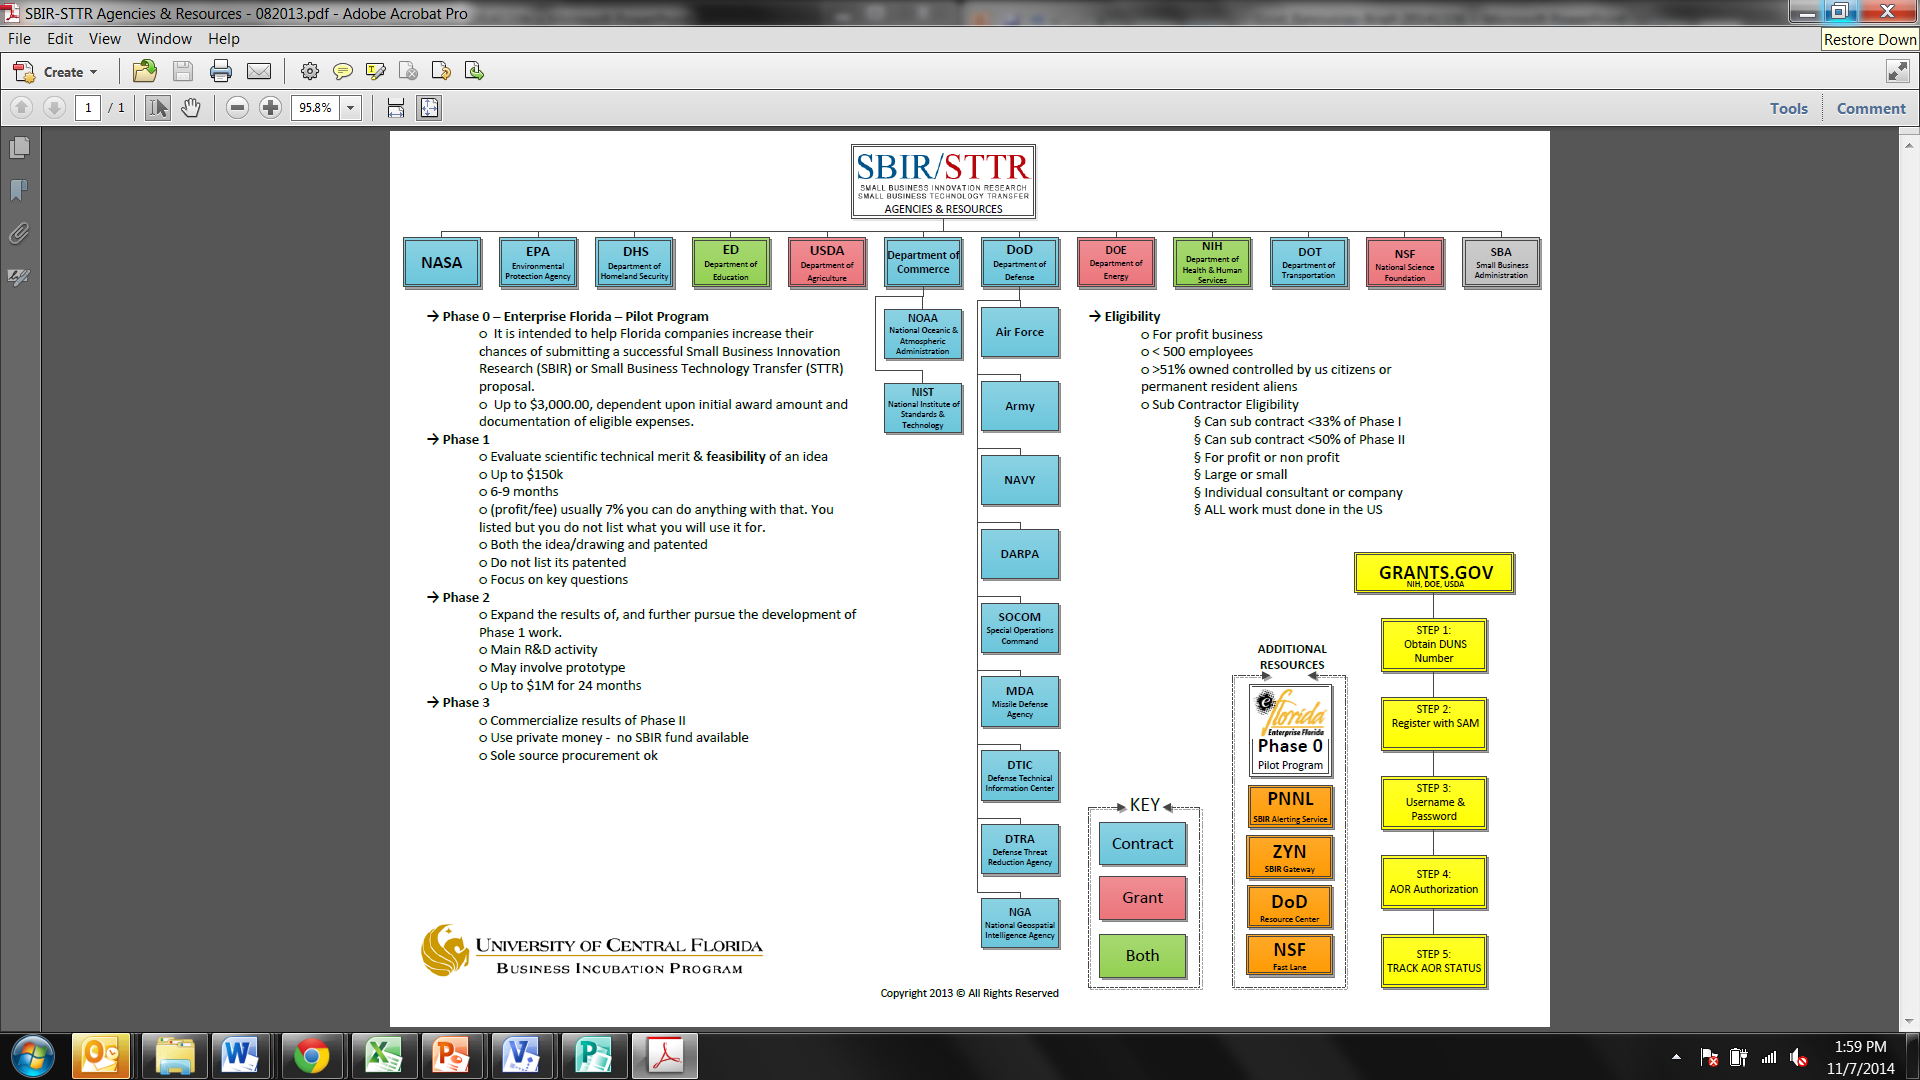 SBIR-STTR Agencies & Resources - 082013.pdf - Adobe Acrobat Pro
File Edit View Window Help
Restore Down
Create
1 / 1 95.8%
Tools Comment
SBIR/STTR
SMALL BUSINESS INNOVATION RESEARCH
SMALL BUSINESS TECHNOLOGY TRANSFER
AGENCIES & RESOURCES
NASA
EPA
Environmental
Protection Agency
DHS
Department of
Homeland Security
ED
Department of
Education
USDA
Department of
Agriculture
Department of
Commerce
DoD
Department of
Defense
DOE
Department of
Energy
NIH
Department of
Health & Human
Services
DOT
Department of
Transportation
NSF
National Science
Foundation
SBA
Small Business
Administration
→ Phase 0 – Enterprise Florida – Pilot Program
o It is intended to help Florida companies increase their
chances of submitting a successful Small Business Innovation
Research (SBIR) or Small Business Technology Transfer (STTR)
proposal.
o Up to $3,000.00, dependent upon initial award amount and
documentation of eligible expenses.
→ Phase 1
o Evaluate scientific technical merit & feasibility of an idea
o Up to $150k
o 6-9 months
o (profit/fee) usually 7% you can do anything with that. You
listed but you do not list what you will use it for.
o Both the idea/drawing and patented
o Do not list its patented
o Focus on key questions
→ Phase 2
o Expand the results of, and further pursue the development of
Phase 1 work.
o Main R&D activity
o May involve prototype
o Up to $1M for 24 months
→ Phase 3
o Commercialize results of Phase II
o Use private money - no SBIR fund available
o Sole source procurement ok
NOAA
National Oceanic &
Atmospheric
Administration
NIST
National Institute of
Standards &
Technology
Air Force
Army
NAVY
DARPA
SOCOM
Special Operations
Command
MDA
Missile Defense
Agency
DTIC
Defense Technical
Information Center
DTRA
Defense Threat
Reduction Agency
NGA
National Geospatial
Intelligence Agency
→ Eligibility
o For profit business
o < 500 employees
o >51% owned controlled by us citizens or
permanent resident aliens
o Sub Contractor Eligibility
§ Can sub contract <33% of Phase I
§ Can sub contract <50% of Phase II
§ For profit or non profit
§ Large or small
§ Individual consultant or company
§ ALL work must done in the US
KEY
Contract
Grant
Both
ADDITIONAL
RESOURCES
e florida
Enterprise Florida
Phase 0
Pilot Program
PNNL
SBIR Alerting Service
ZYN
SBIR Gateway
DoD
Resource Center
NSF
Fast Lane
GRANTS.GOV
NIH, DOE, USDA
STEP 1:
Obtain DUNS
Number
STEP 2:
Register with SAM
STEP 3:
Username &
Password
STEP 4:
AOR Authorization
STEP 5:
TRACK AOR STATUS
UNIVERSITY OF CENTRAL FLORIDA
BUSINESS INCUBATION PROGRAM
Copyright 2013 © All Rights Reserved
1:59 PM
11/7/2014